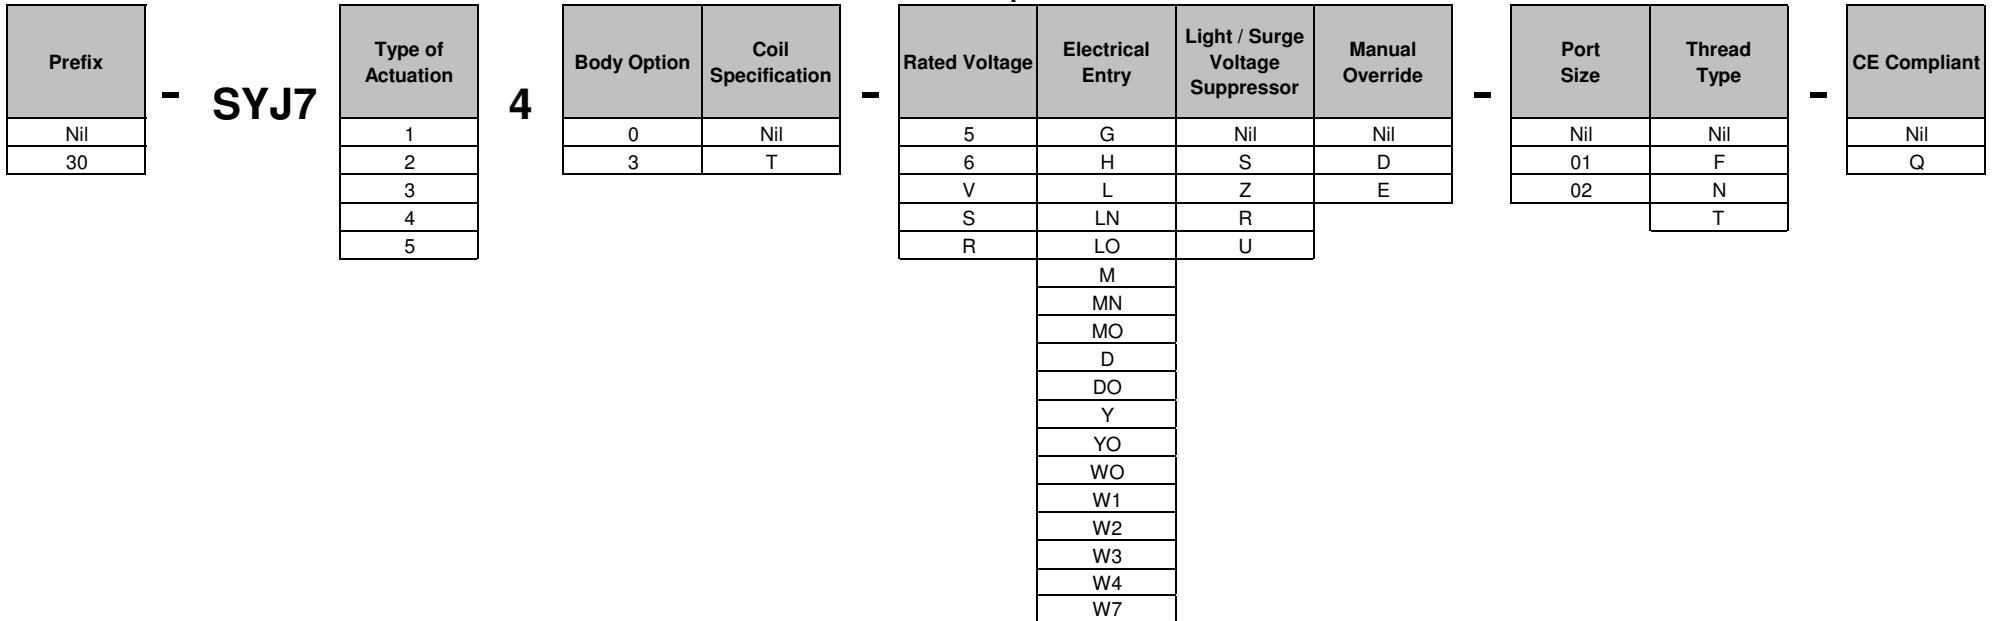 Prefix - SYJ7 Type of Actuation 4 Body Option Coil Specification - Rated Voltage Electrical Entry Light / Surge Voltage Suppressor Manual Override - Port Size Thread Type - CE Compliant
Nil 1 0 Nil 5 G Nil Nil Nil Nil Nil
30 2 3 T 6 H S D 01 F Q
3 V L Z E 02 N
4 S LN R T
5 R LO U
M
MN
MO
D
DO
Y
YO
WO
W1
W2
W3
W4
W7